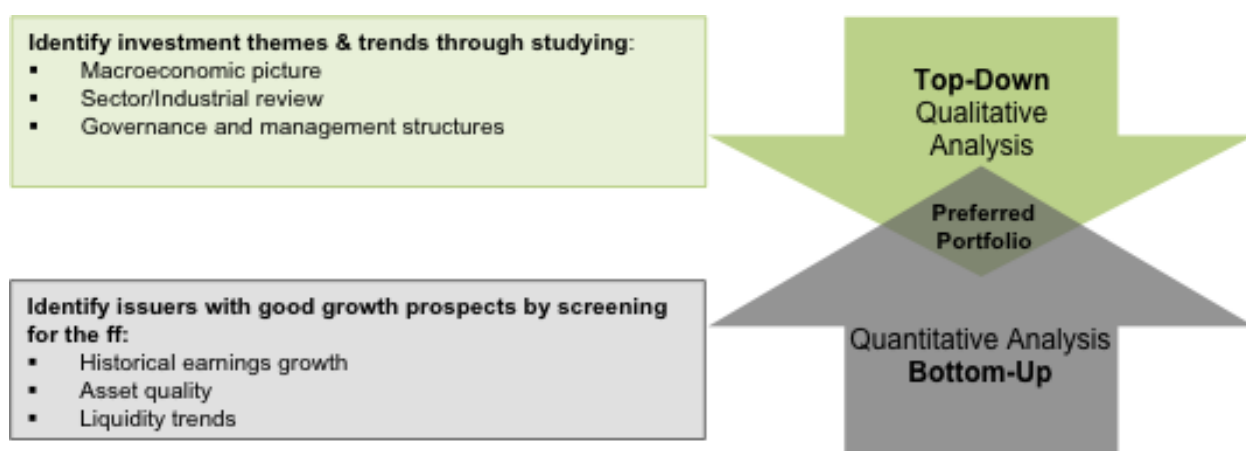 Identify investment themes & trends through studying:
▪ Macroeconomic picture
▪ Sector/Industrial review
▪ Governance and management structures
Top-Down
Qualitative
Analysis
Preferred
Portfolio
Identify issuers with good growth prospects by screening
for the ff:
▪ Historical earnings growth
▪ Asset quality
▪ Liquidity trends
Quantitative Analysis
Bottom-Up